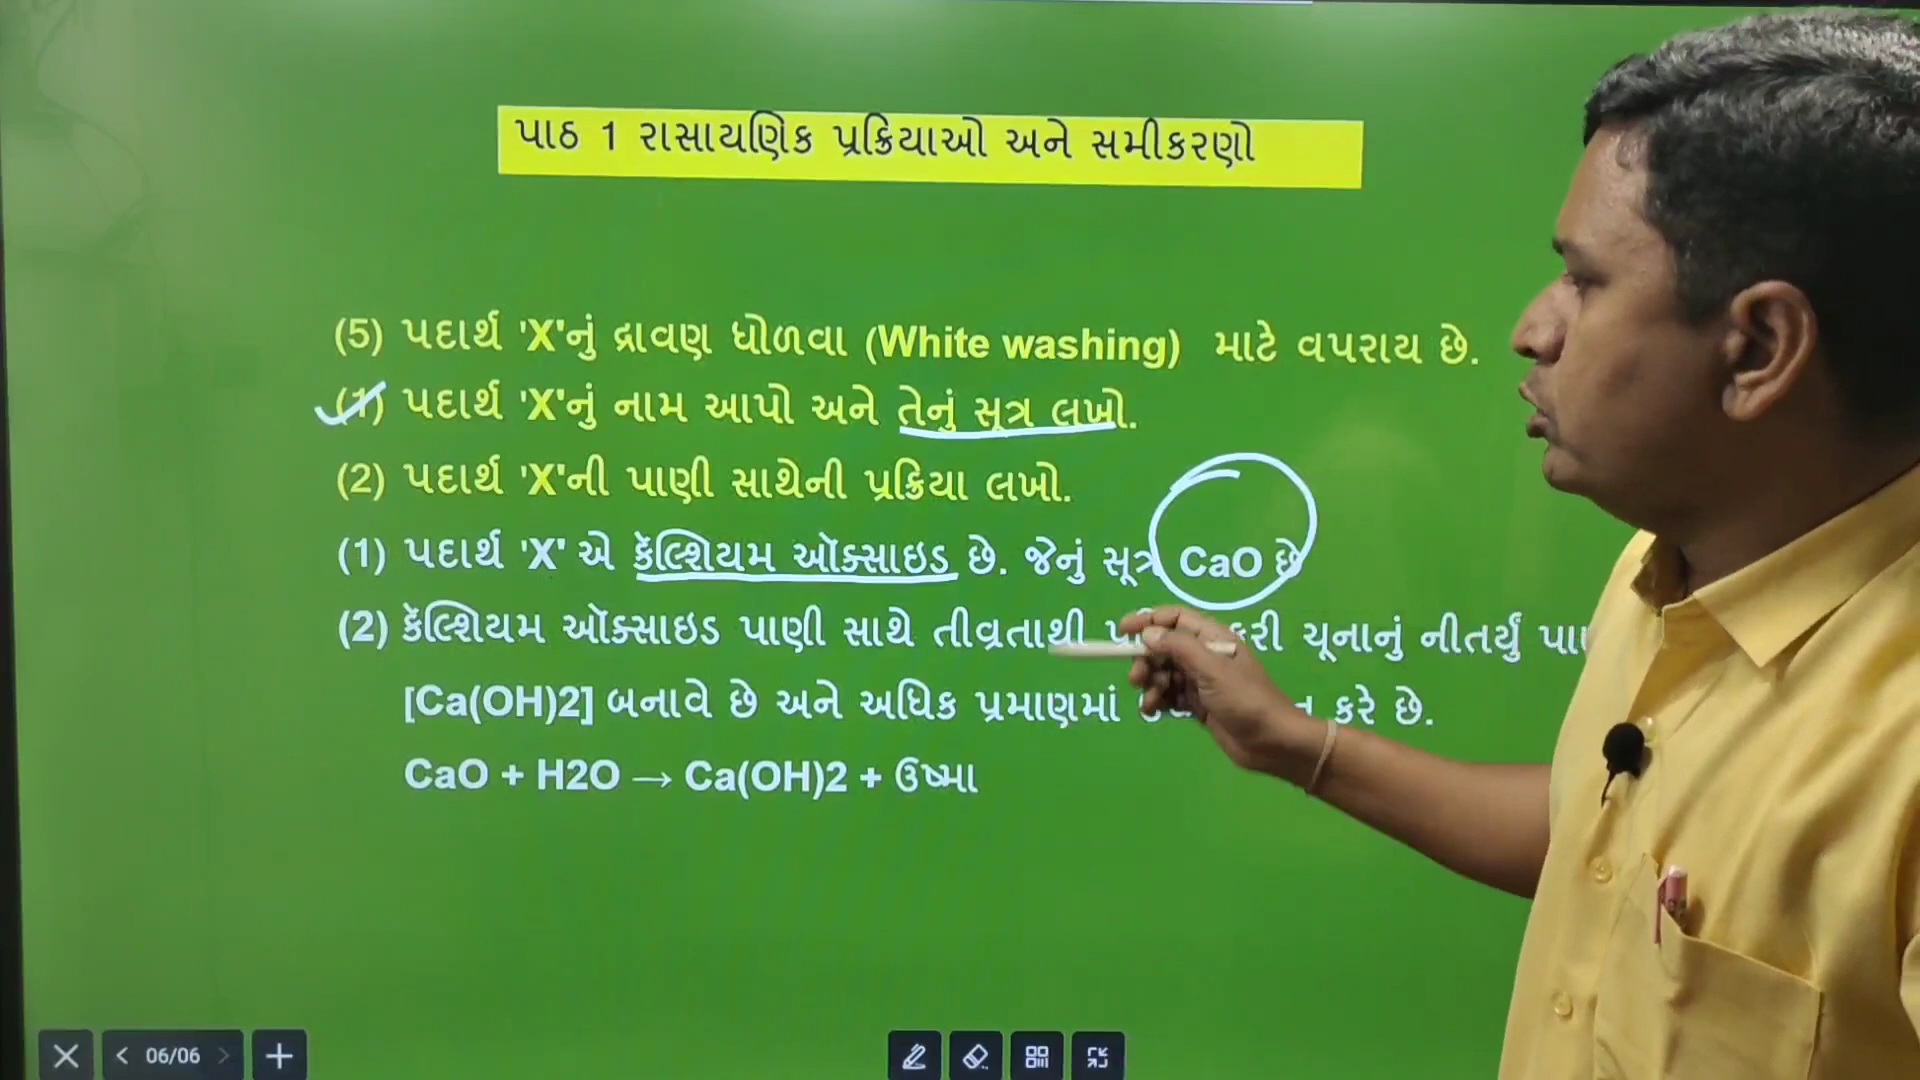 પાઠ 1 રાસાયણિક પ્રક્રિયાઓ અને સમીકરણો
(5) પદાર્થ 'X'નું દ્રાવણ ધોળવા (White washing) માટે વપરાય છે.
(1) પદાર્થ 'X'નું નામ આપો અને તેનું સૂત્ર લખો.
(2) પદાર્થ 'X'ની પાણી સાથેની પ્રક્રિયા લખો.
(1) પદાર્થ 'X' એ કૅલ્શિયમ ઑક્સાઇડ છે. જેનું સૂત્ર CaO છે
(2) કૅલ્શિયમ ઑક્સાઇડ પાણી સાથે તીવ્રતાથી કરી ચૂનાનું નીતર્યું
[Ca(OH)2] બનાવે છે અને અધિક પ્રમાણમાં કરે છે.
CaO + H2O → Ca(OH)2 + ઉષ્મા
06/06